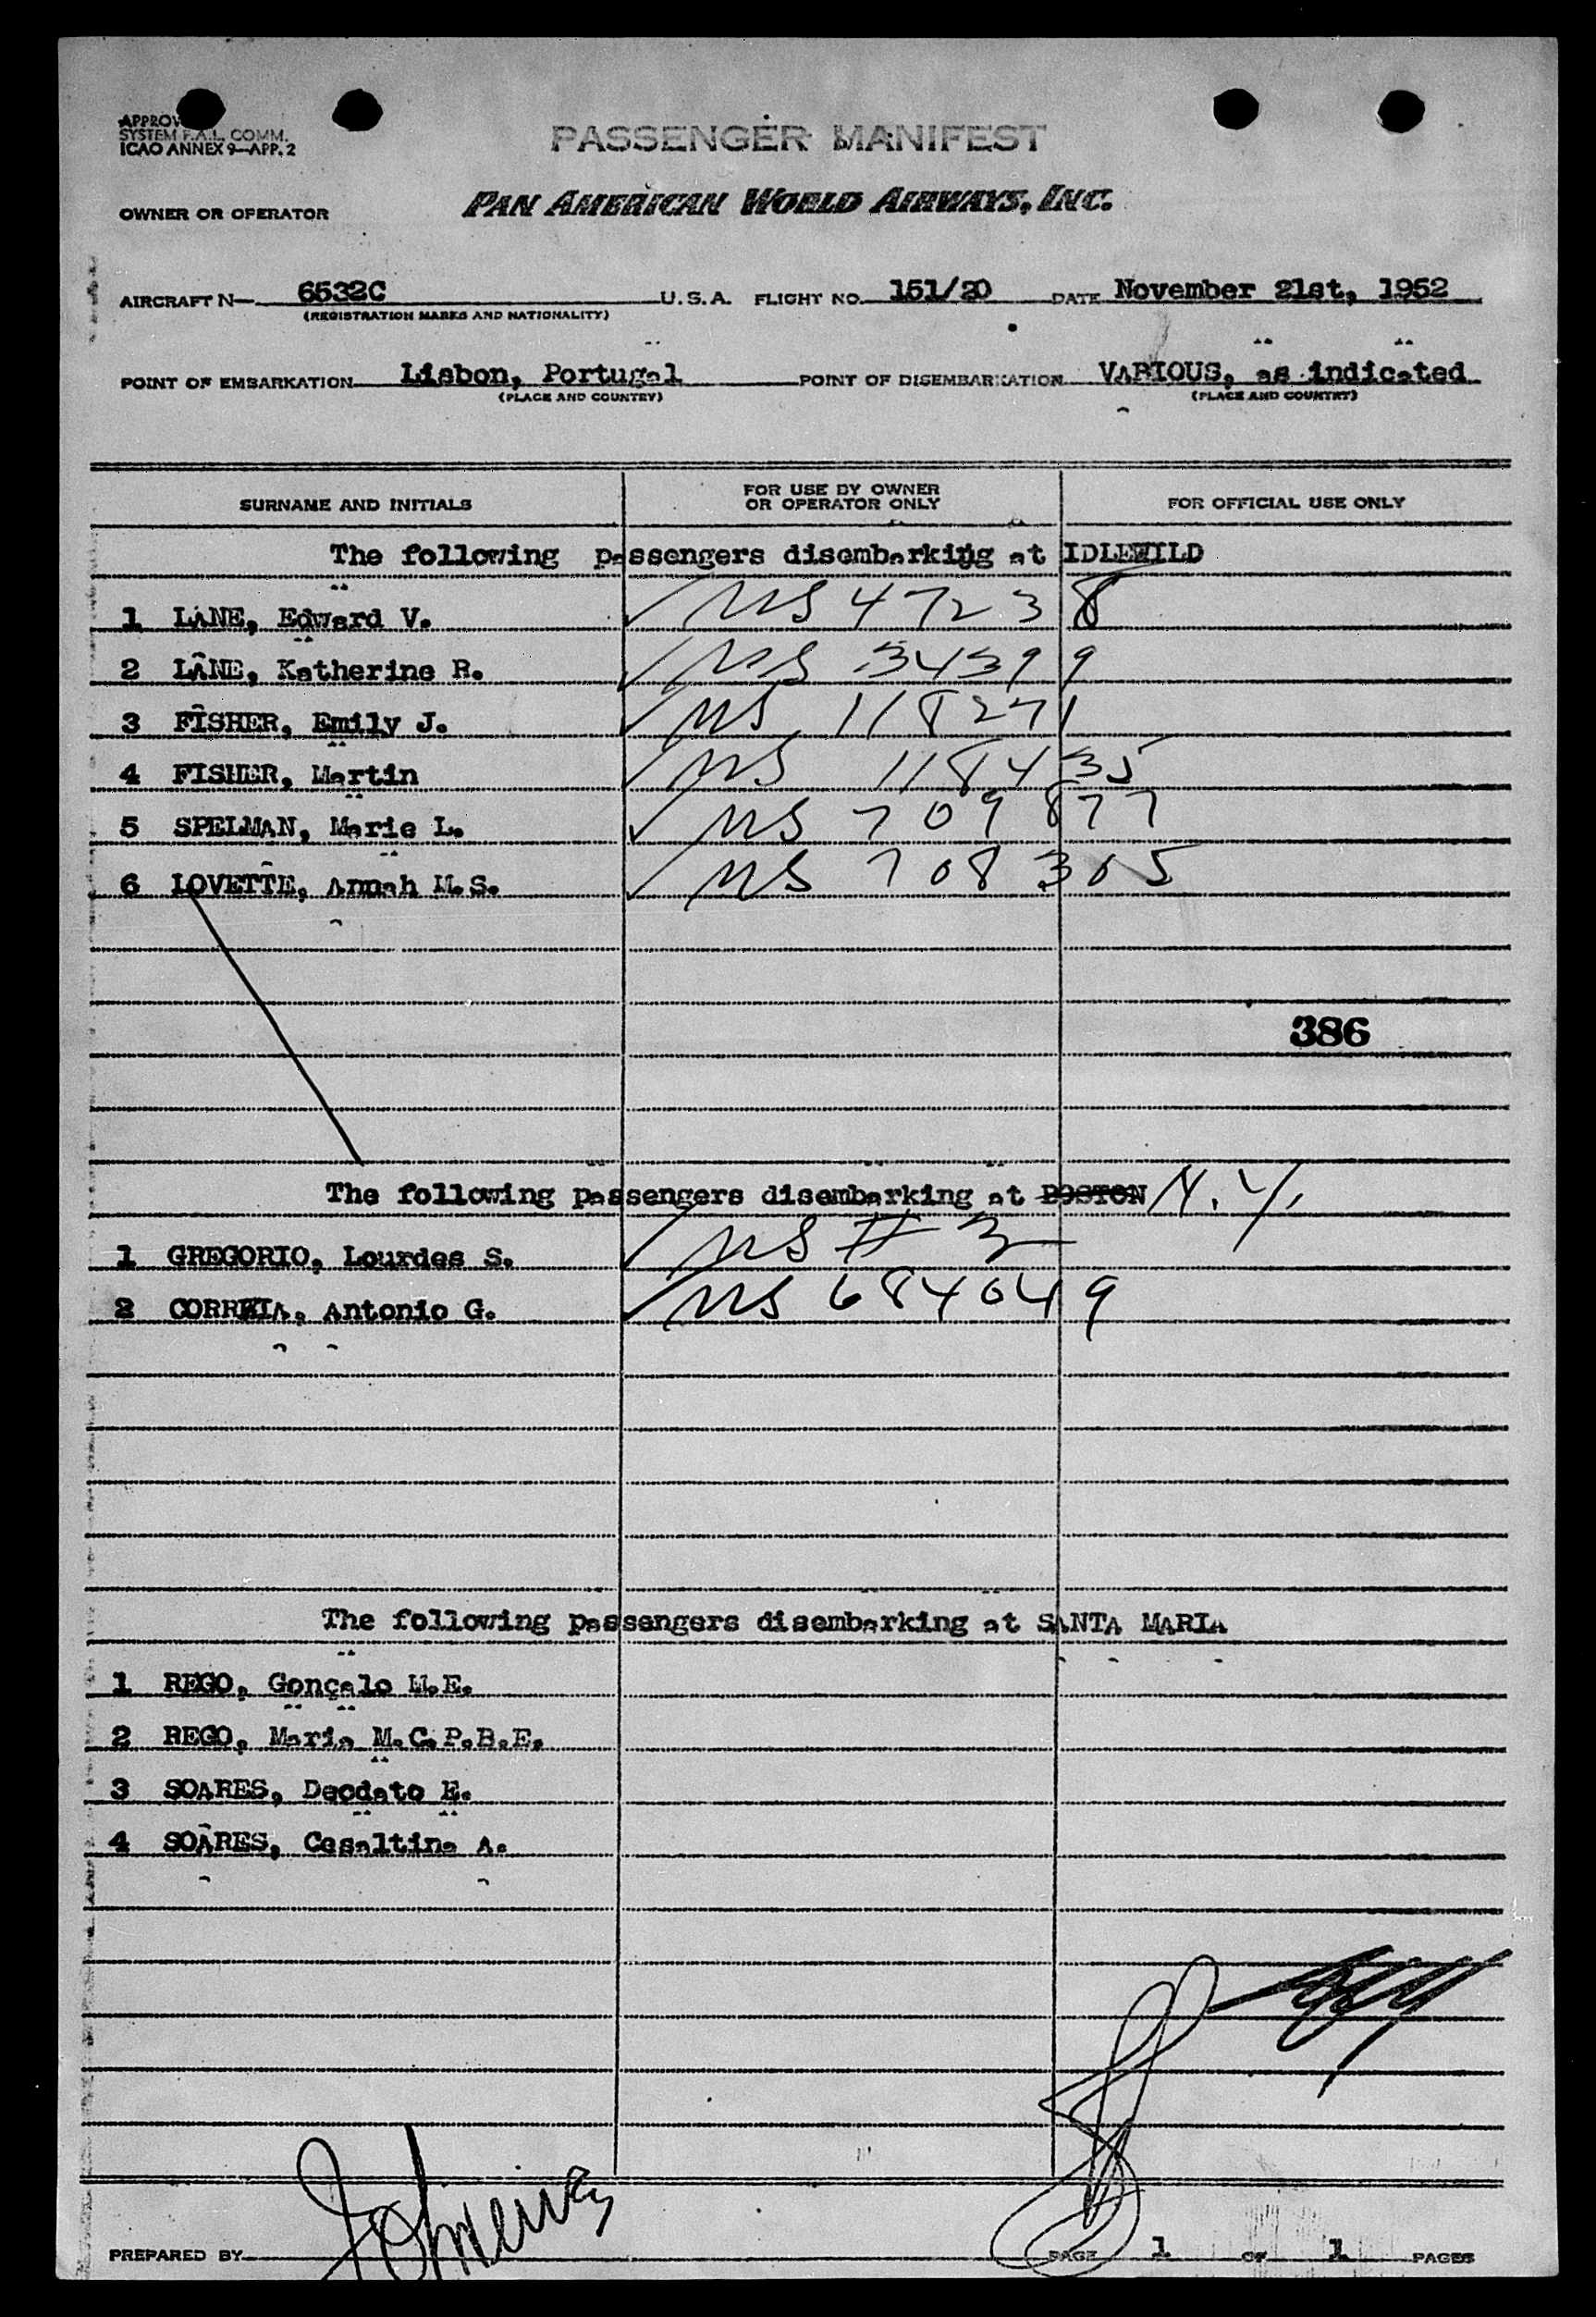 SYSTEM F.A.L. COMM.
ICAO ANNEX 9—APP. 2
PASSENGER MANIFEST
OWNER OR OPERATOR PAN AMERICAN WORLD AIRWAYS, INC.
AIRCRAFT N— 6532C U.S.A. FLIGHT NO. 151/20 DATE November 21st, 1952
(REGISTRATION MARKS AND NATIONALITY)
POINT OF EMBARKATION Lisbon, Portugal POINT OF DISEMBARKATION VARIOUS, as indicated
(PLACE AND COUNTRY) (PLACE AND COUNTRY)
SURNAME AND INITIALS FOR USE BY OWNER OR OPERATOR ONLY FOR OFFICIAL USE ONLY
The following passengers disembarking at IDLEWILD
1 LANE, Edward V. ✓ MS 47238
2 LANE, Katherine R. ✓ MS 34399
3 FISHER, Emily J. ✓ MS 118271
4 FISHER, Martin ✓ MS 118435
5 SPELMAN, Marie L. ✓ MS 709877
6 LOVETTE, Annah M.S. ✓ MS 708305
386
The following passengers disembarking at BOSTON N.Y.
1 GREGORIO, Lourdes S. ✓ MS # 3
2 CORREIA, Antonio G. ✓ MS 684049
The following passengers disembarking at SANTA MARIA
1 REGO, Gonçalo M.E.
2 REGO, Maria M.C.P.B.E.
3 SOARES, Deodato E.
4 SOARES, Cesaltina A.
PREPARED BY PAGE 1 OF 1 PAGES